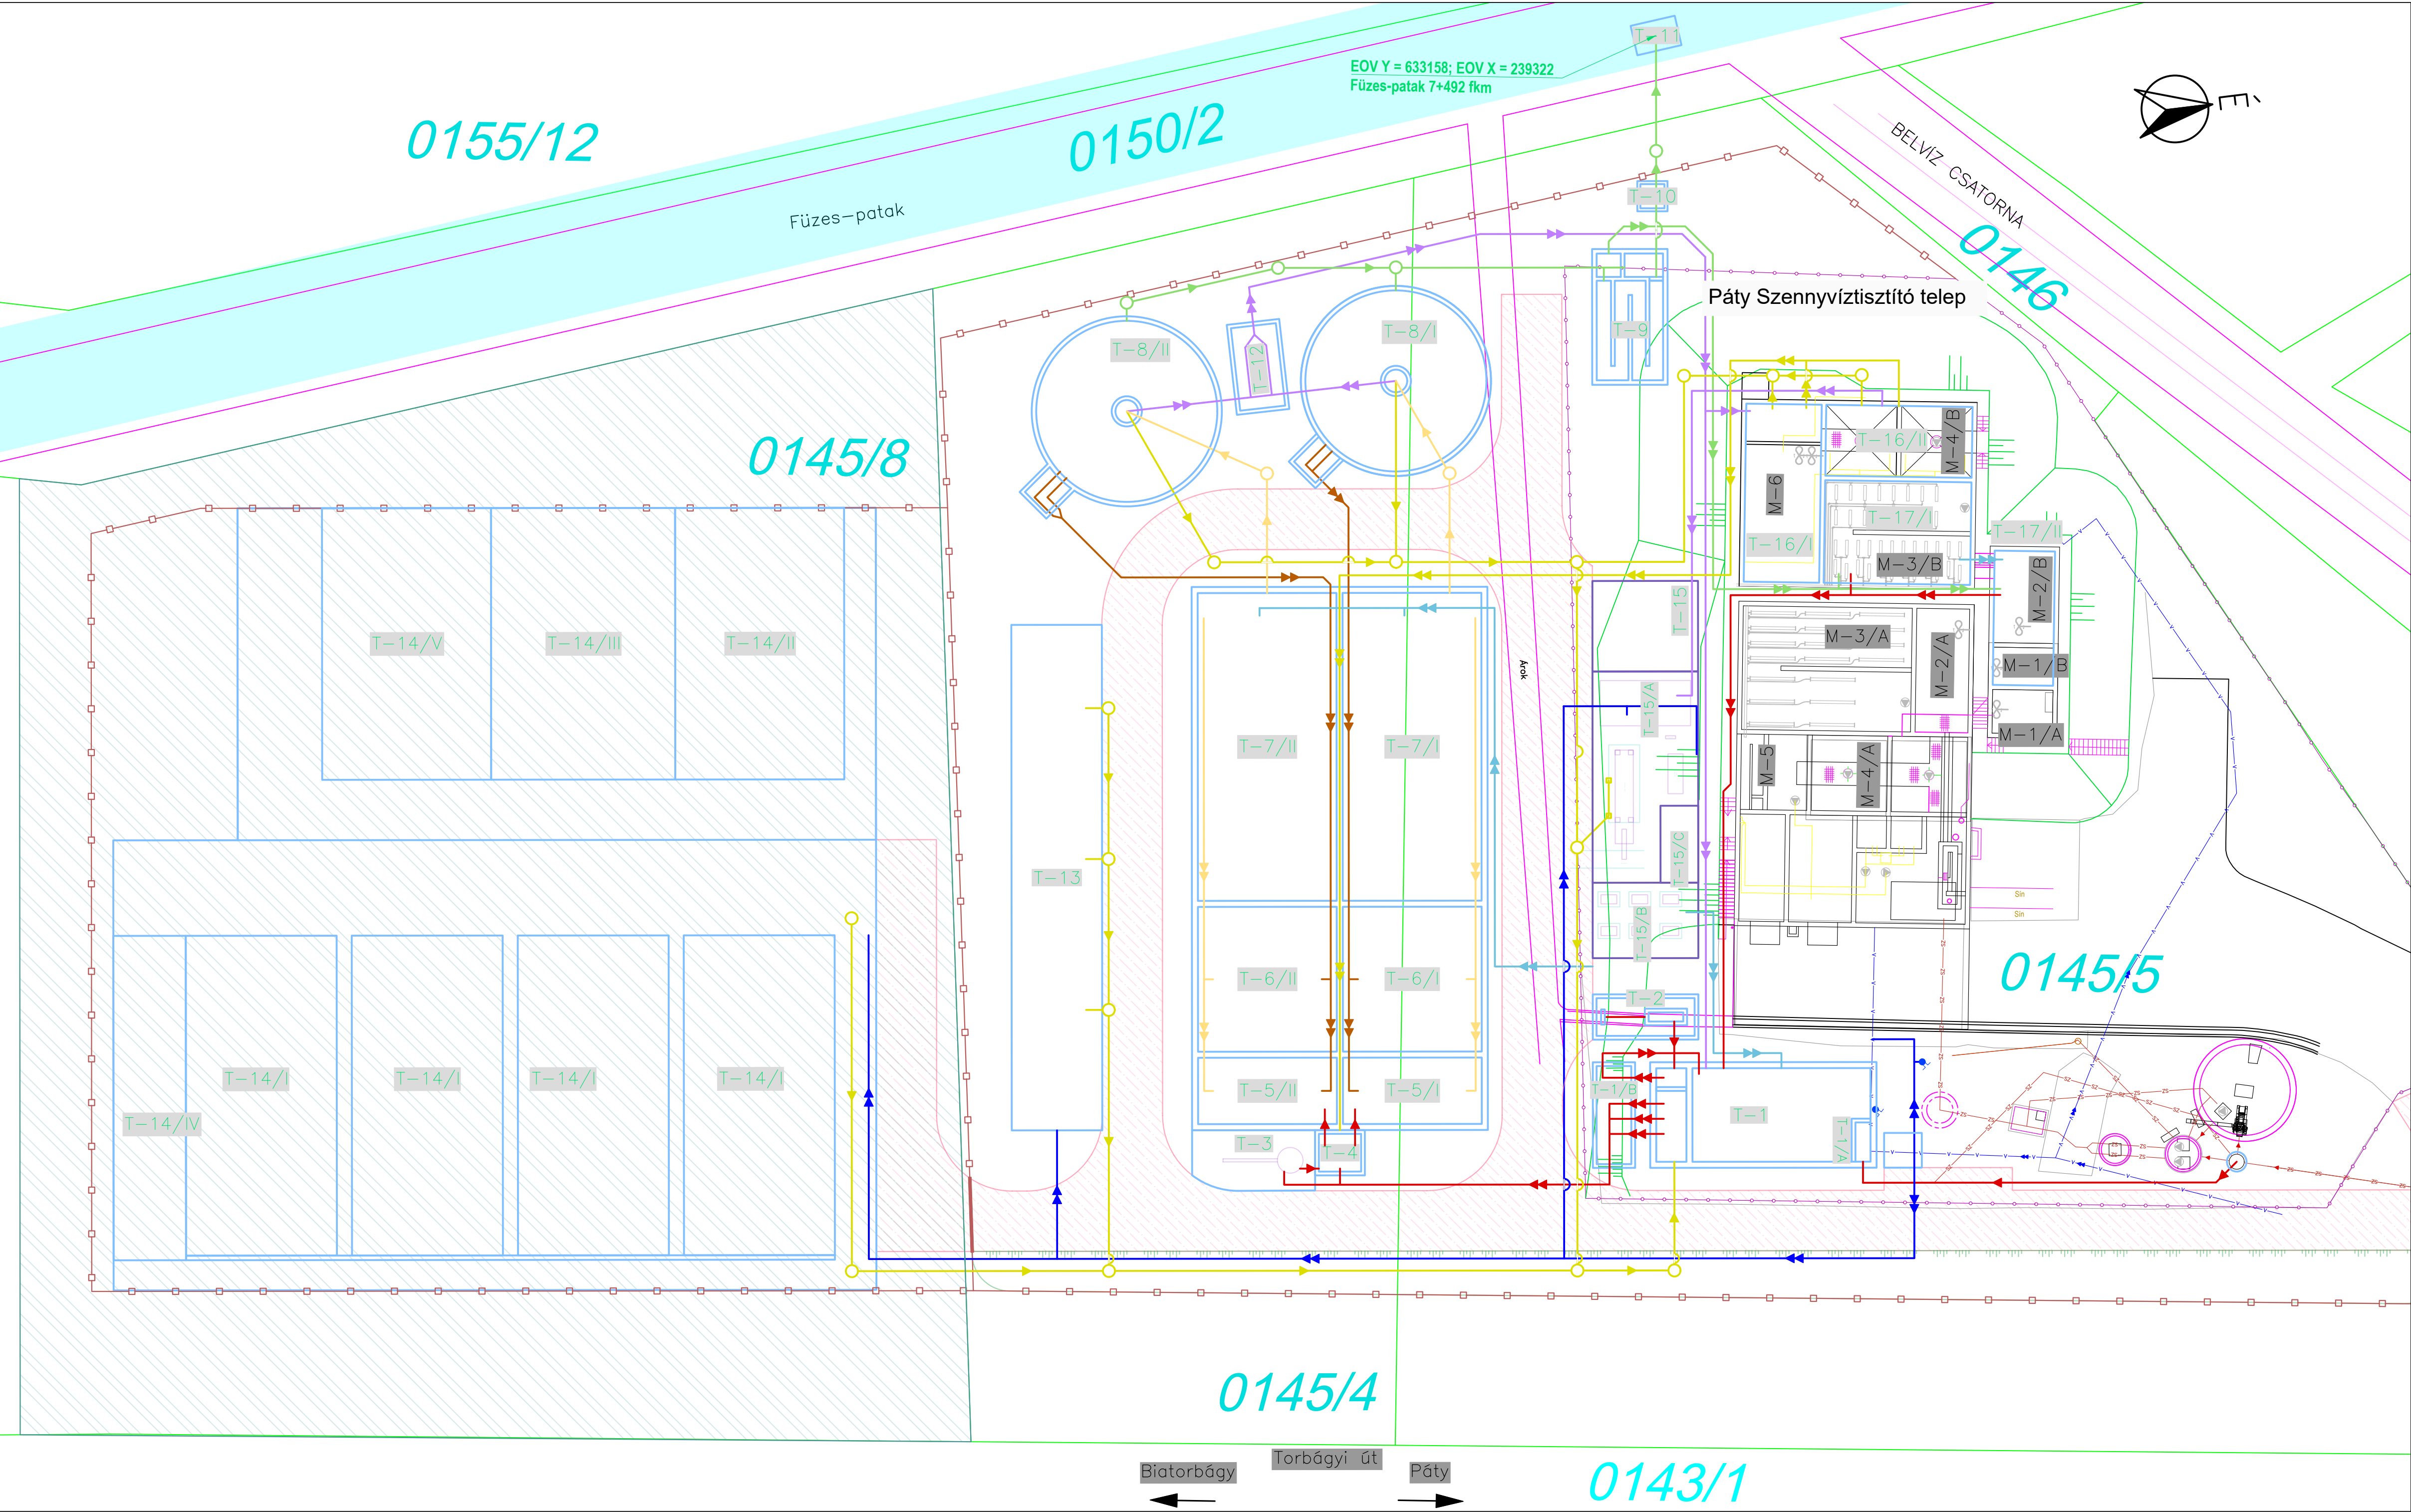 T-11
EOV Y = 633158; EOV X = 239322
Füzes-patak 7+492 fkm
É
0155/12
0150/2
BELVÍZ CSATORNA
T-10
Füzes-patak
0146
Páty Szennyvíztisztító telep
T-8/II
T-12
T-8/I
T-9
0145/8
T-16/II
M-4/B
M-6
T-17/I
T-16/I
T-17/II
M-3/B
M-2/B
T-15
M-3/A
M-2/A
T-14/V
T-14/III
T-14/II
Árok
M-1/B
T-15/A
M-1/A
T-7/II
T-7/I
M-5
M-4/A
T-13
T-15/C
Sín
Sín
T-15/B
0145/5
T-6/II
T-6/I
T-2
T-14/I
T-14/I
T-14/I
T-14/I
T-5/II
T-5/I
T-1/B
T-1
T-1/A
T-14/IV
T-3
T-4
0145/4
Torbágyi út
Biatorbágy
Páty
0143/1